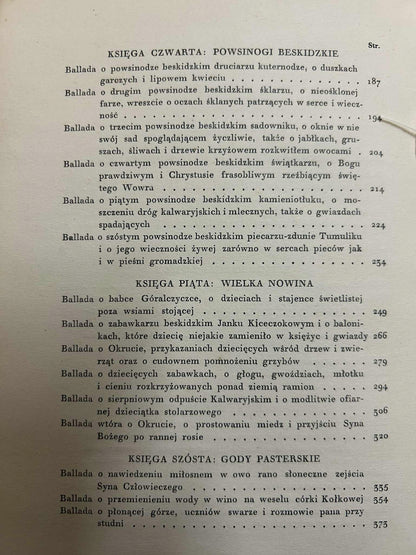 Str.
KSIĘGA CZWARTA: POWSINOGI BESKIDZKIE
Ballada o powsinodze beskidzkim druciarzu kuternodze, o duszkach
garczych i lipowem kwieciu . . . . . . . . 187
Ballada o drugim powsinodze beskidzkim śklarzu, o nieośklonej
farze, wreszcie o oczach śklanych patrzących w serce i wiecz-
ność . . . . . . . . . . . . 194
Ballada o trzecim powsinodze beskidzkim sadowniku, o oknie w nie
swój sad spoglądającem życzliwie, także o jabłkach, gru-
szach, śliwach i drzewie krzyżowem rozkwitłem owocami . 204
Ballada o czwartym powsinodze beskidzkim świątkarzu, o Bogu
prawdziwym i Chrystusie frasobliwym rzeźbiącym świę-
tego Wowra . . . . . . . . . . . 214
Ballada o piątym powsinodze beskidzkim kamieniotłuku, o mo-
szczeniu dróg kalwaryjskich i mlecznych, także o gwiazdach
spadających . . . . . . . . . . . 224
Ballada o szóstym powsinodze beskidzkim piecarzu-zdunie Tumuliku
i o jego wieczności żywej zarówno w sercach pieców jak
i w pieśni gromadzkiej . . . . . . . . . 234
KSIĘGA PIĄTA: WIELKA NOWINA
Ballada o babce Góralczyczce, o dzieciach i stajence świetlistej
poza wsiami stojącej . . . . . . . . . 249
Ballada o zabawkarzu beskidzkim Janku Kiceczokowym i o baloni-
kach, które dziecię niejakie zamieniło w księżyc i gwiazdy 266
Ballada o Okrucie, przykazaniach dziecięcych wśród drzew i zwie-
rząt oraz o cudownem pomnożeniu grzybów . . . . 279
Ballada o dziecięcych zabawkach, o głogu, gwoździach, młotku
i cieniu rozkrzyżowanych ponad ziemią ramion . . . 294
Ballada o sierpniowym odpuście Kalwaryjskim i o modlitwie ofiar-
nej dzieciątka stolarzowego . . . . . . . . 306
Ballada wtóra o Okrucie, o prostowaniu miedz i przyjściu Syna
Bożego po rannej rosie . . . . . . . . . 320
KSIĘGA SZÓSTA: GODY PASTERSKIE
Ballada o nawiedzeniu miłosnem w owo rano słoneczne zejścia
Syna Człowieczego . . . . . . . . . . 335
Ballada o przemienieniu wody w wino na weselu córki Kołkowej 354
Ballada o płonącej górze, uczniów swarze i rozmowie pana przy
studni . . . . . . . . . . . . 373